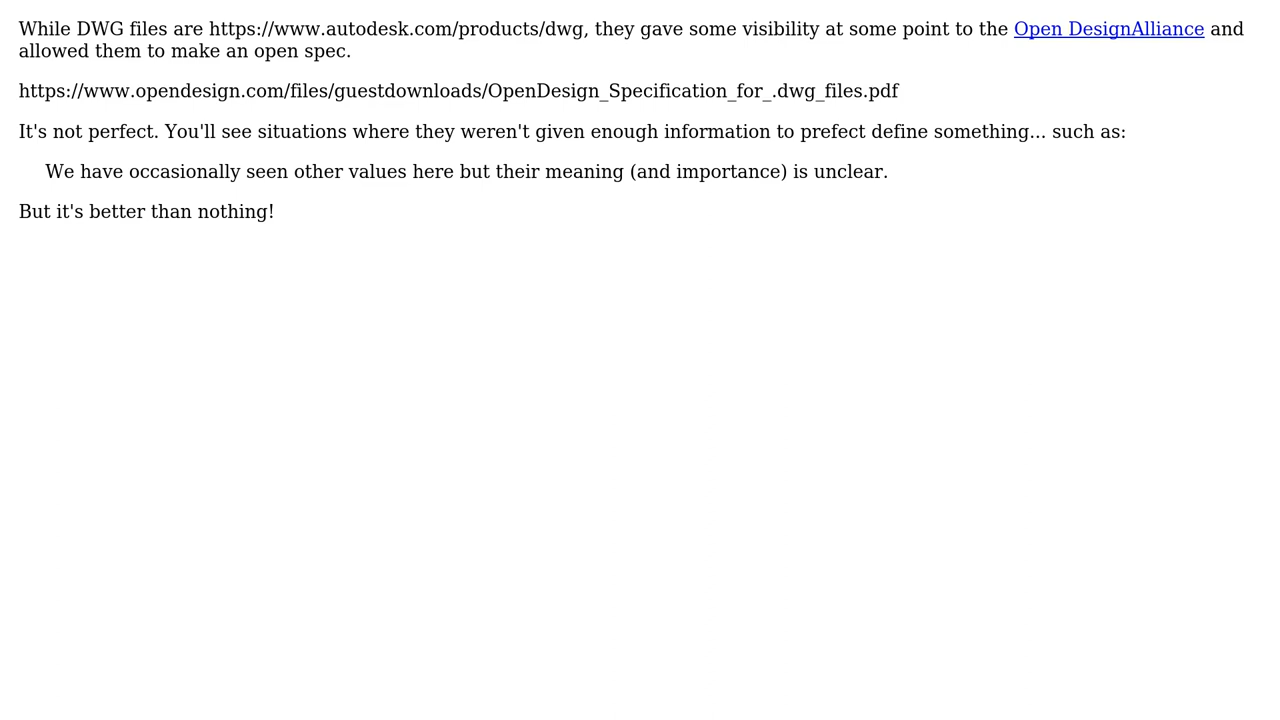 While DWG files are https://www.autodesk.com/products/dwg, they gave some visibility at some point to the Open DesignAlliance and
allowed them to make an open spec.
https://www.opendesign.com/files/guestdownloads/OpenDesign_Specification_for_.dwg_files.pdf
It's not perfect. You'll see situations where they weren't given enough information to prefect define something... such as:
We have occasionally seen other values here but their meaning (and importance) is unclear.
But it's better than nothing!